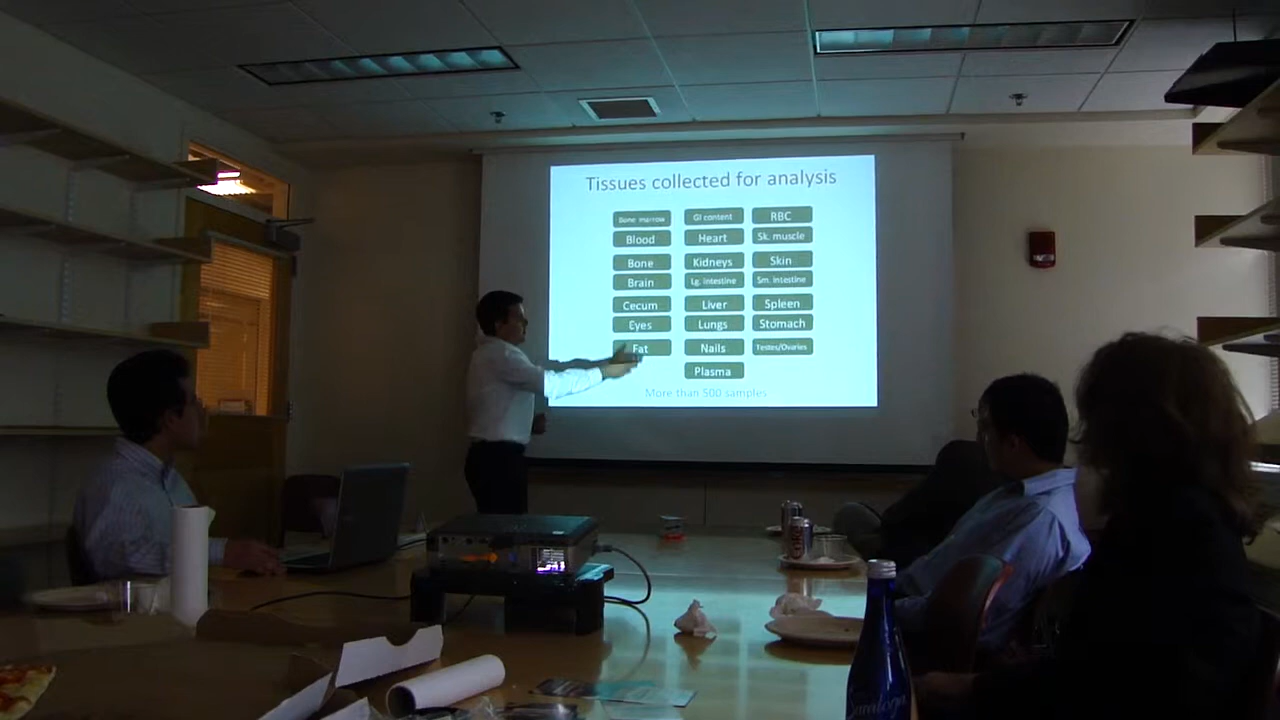 Tissues collected for analysis
Bone marrow GI content RBC
Blood Heart Sk. muscle
Bone Kidneys Skin
Brain Lg. intestine Sm. intestine
Cecum Liver Spleen
Eyes Lungs Stomach
Fat Nails Testes/Ovaries
Plasma
More than 500 samples
Saratoga